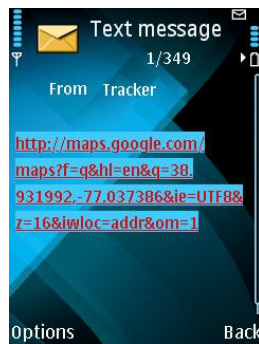 Text message
1/349
From Tracker
http://maps.google.com/
maps?f=q&hl=en&q=38.
931992,-77.037386&ie=UTF8&
z=16&iwloc=addr&om=1
Options Back